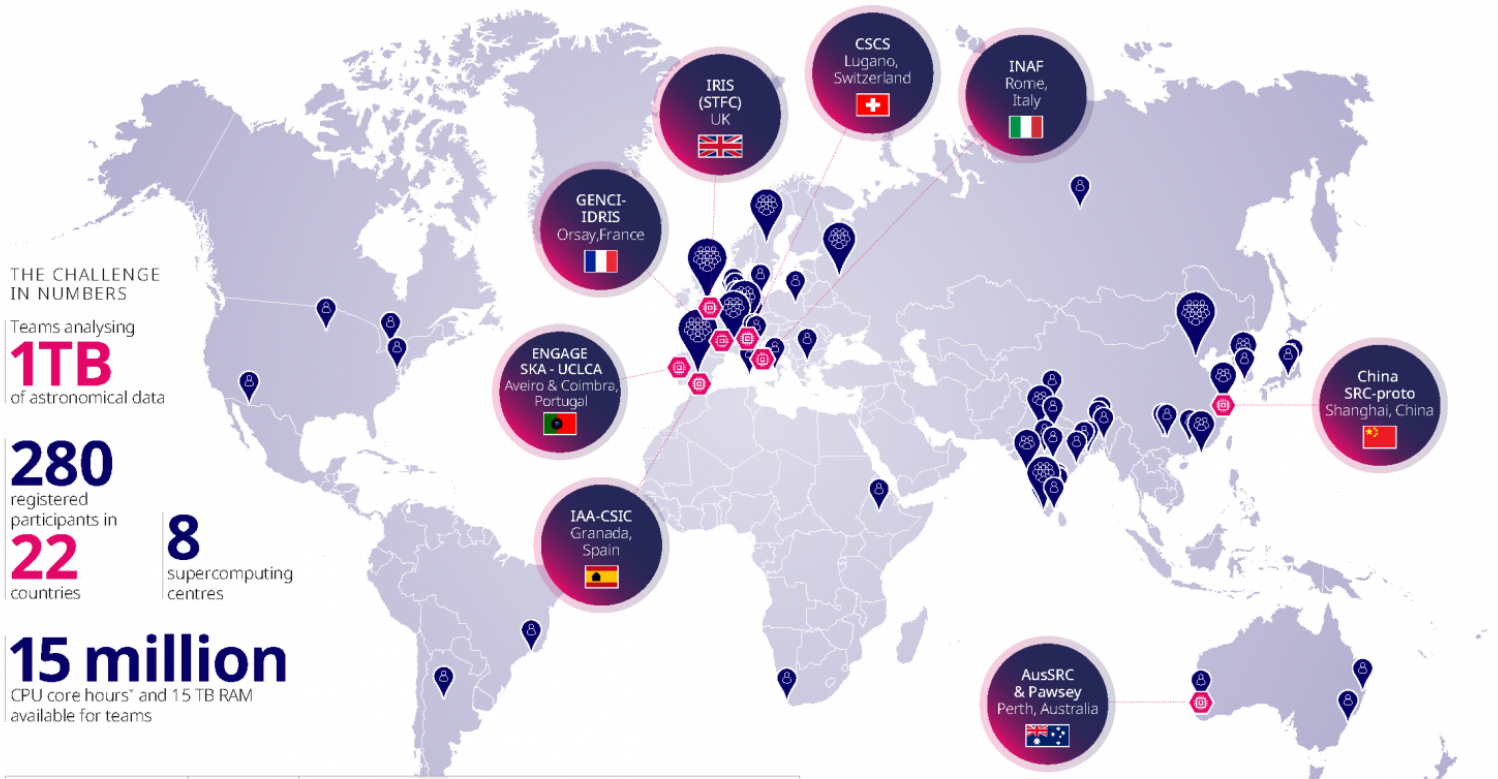 CSCS
Lugano,
Switzerland
INAF
Rome,
Italy
IRIS
(STFC)
UK
GENCI-
IDRIS
Orsay,France
THE CHALLENGE
IN NUMBERS
Teams analysing
1TB
of astronomical data
280
registered
participants in
22
countries
8
supercomputing
centres
15 million
CPU core hours* and 15 TB RAM
available for teams
ENGAGE
SKA - UCLCA
Aveiro & Coimbra,
Portugal
China
SRC-proto
Shanghai, China
IAA-CSIC
Granada,
Spain
AusSRC
& Pawsey
Perth, Australia